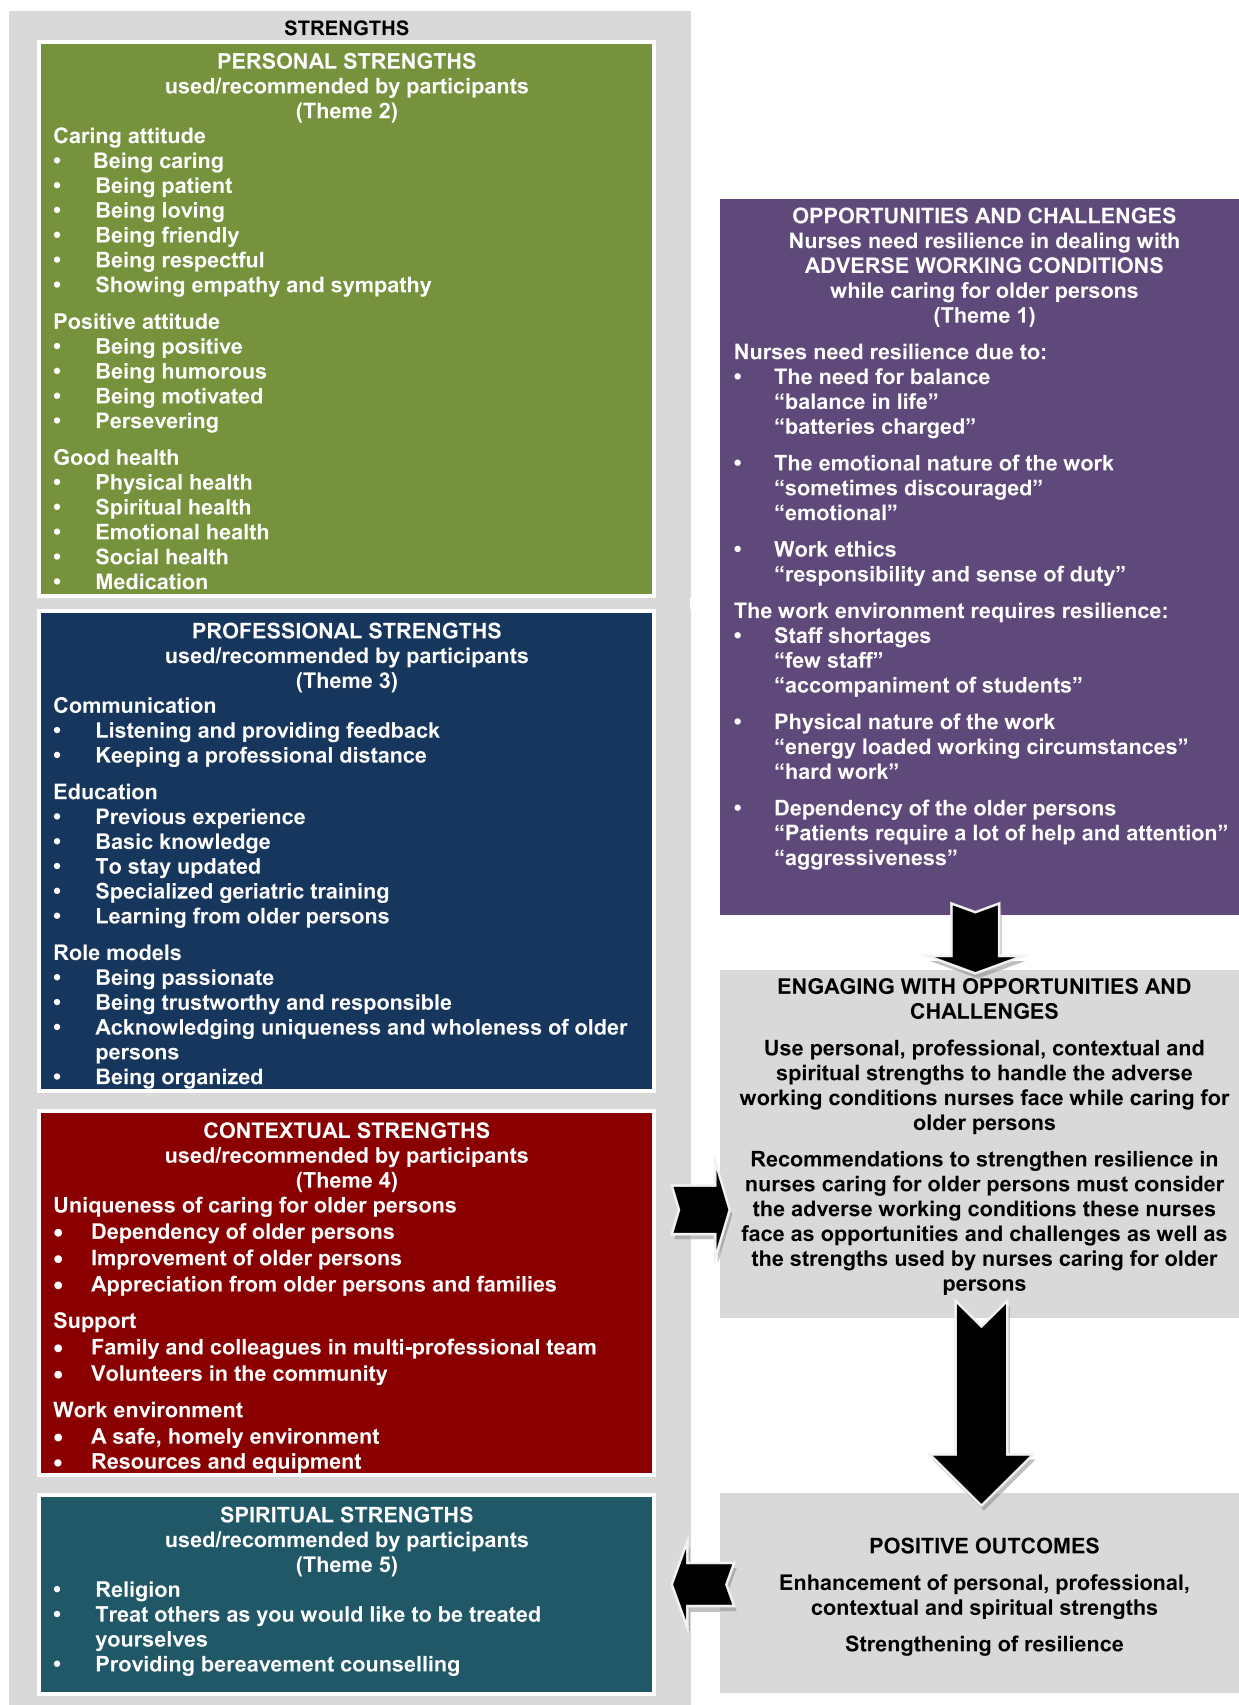 STRENGTHS
PERSONAL STRENGTHS
used/recommended by participants
(Theme 2)
Caring attitude
• Being caring
• Being patient
• Being loving
• Being friendly
• Being respectful
• Showing empathy and sympathy
Positive attitude
• Being positive
• Being humorous
• Being motivated
• Persevering
Good health
• Physical health
• Spiritual health
• Emotional health
• Social health
• Medication
PROFESSIONAL STRENGTHS
used/recommended by participants
(Theme 3)
Communication
• Listening and providing feedback
• Keeping a professional distance
Education
• Previous experience
• Basic knowledge
• To stay updated
• Specialized geriatric training
• Learning from older persons
Role models
• Being passionate
• Being trustworthy and responsible
• Acknowledging uniqueness and wholeness of older
persons
• Being organized
CONTEXTUAL STRENGTHS
used/recommended by participants
(Theme 4)
Uniqueness of caring for older persons
• Dependency of older persons
• Improvement of older persons
• Appreciation from older persons and families
Support
• Family and colleagues in multi-professional team
• Volunteers in the community
Work environment
• A safe, homely environment
• Resources and equipment
SPIRITUAL STRENGTHS
used/recommended by participants
(Theme 5)
• Religion
• Treat others as you would like to be treated
yourselves
• Providing bereavement counselling
OPPORTUNITIES AND CHALLENGES
Nurses need resilience in dealing with
ADVERSE WORKING CONDITIONS
while caring for older persons
(Theme 1)
Nurses need resilience due to:
• The need for balance
“balance in life”
“batteries charged”
• The emotional nature of the work
“sometimes discouraged”
“emotional”
• Work ethics
“responsibility and sense of duty”
The work environment requires resilience:
• Staff shortages
“few staff”
“accompaniment of students”
• Physical nature of the work
“energy loaded working circumstances”
“hard work”
• Dependency of the older persons
“Patients require a lot of help and attention”
“aggressiveness”
ENGAGING WITH OPPORTUNITIES AND
CHALLENGES
Use personal, professional, contextual and
spiritual strengths to handle the adverse
working conditions nurses face while caring for
older persons
Recommendations to strengthen resilience in
nurses caring for older persons must consider
the adverse working conditions these nurses
face as opportunities and challenges as well as
the strengths used by nurses caring for older
persons
POSITIVE OUTCOMES
Enhancement of personal, professional,
contextual and spiritual strengths
Strengthening of resilience